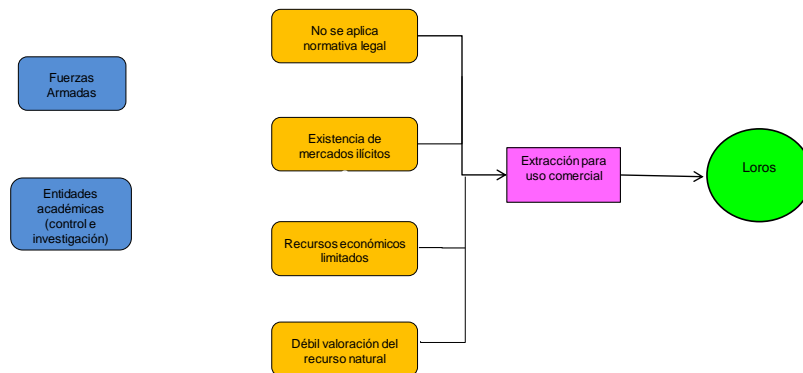 No se aplica
normativa legal
Fuerzas
Armadas
Existencia de
mercados ilícitos
Extracción para
uso comercial
Loros
Entidades
académicas
(control e
investigación)
Recursos económicos
limitados
Débil valoración del
recurso natural